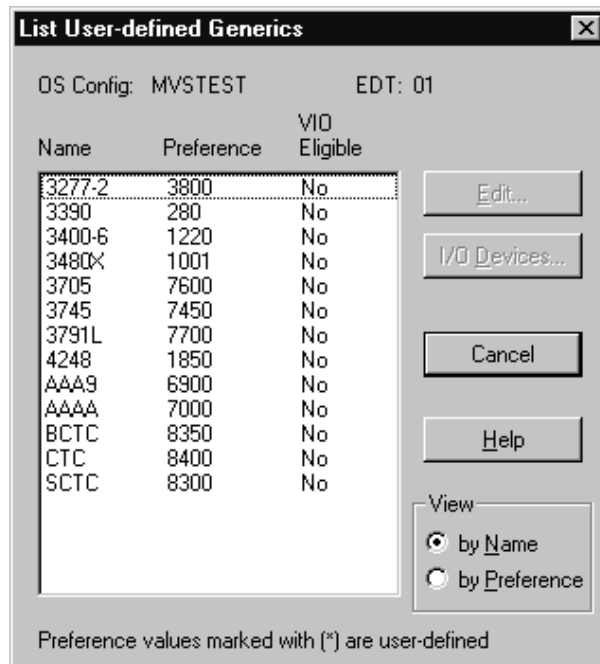 List User-defined Generics
OS Config: MVSTEST EDT: 01
VIO
Name Preference Eligible
3277-2 3800 No
3390 280 No
3400-6 1220 No
3480X 1001 No
3705 7600 No
3745 7450 No
3791L 7700 No
4248 1850 No
AAA9 6900 No
AAAA 7000 No
BCTC 8350 No
CTC 8400 No
SCTC 8300 No
Edit...
I/O Devices...
Cancel
Help
View
by Name
by Preference
Preference values marked with (*) are user-defined